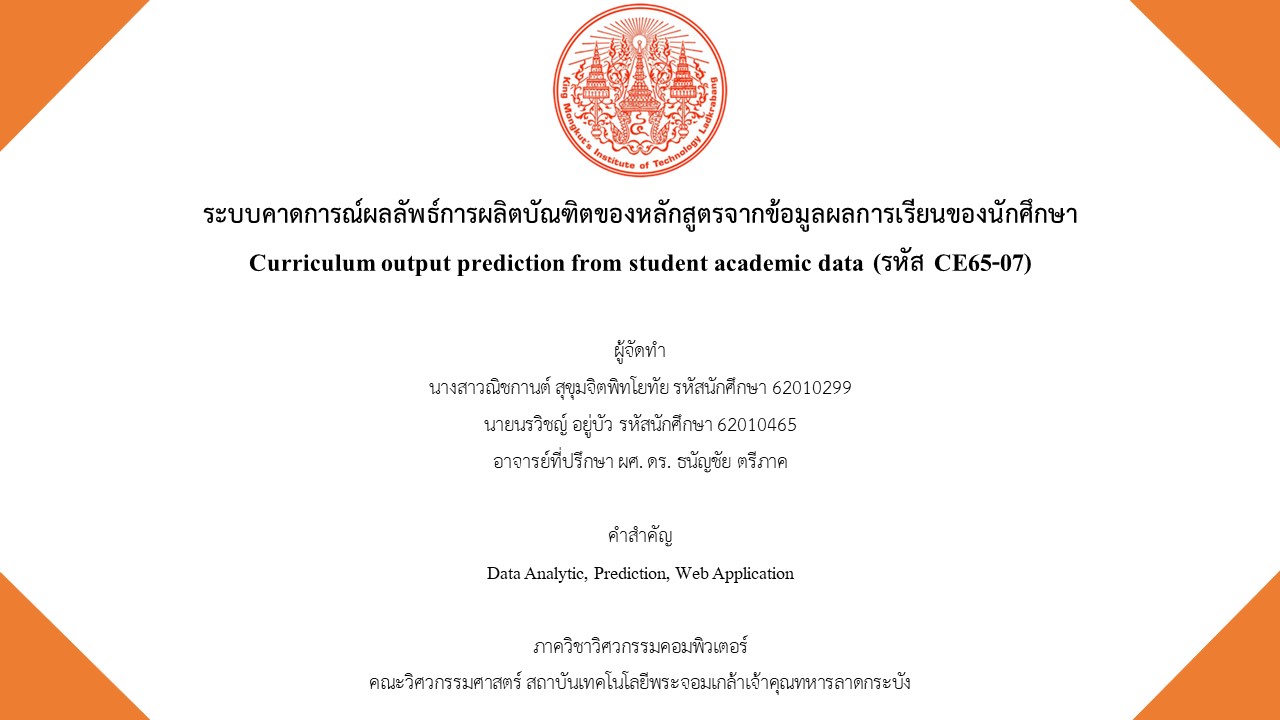 King Mongkut's Institute of Technology Ladkrabang
ระบบคาดการณ์ผลลัพธ์การผลิตบัณฑิตของหลักสูตรจากข้อมูลผลการเรียนของนักศึกษา
Curriculum output prediction from student academic data (รหัส CE65-07)
ผู้จัดทำ
นางสาวณิชกานต์ สุขุมจิตพิทโยทัย รหัสนักศึกษา 62010299
นายนรวิชญ์ อยู่บัว รหัสนักศึกษา 62010465
อาจารย์ที่ปรึกษา ผศ. ดร. ธนัญชัย ตรีภาค
คำสำคัญ
Data Analytic, Prediction, Web Application
ภาควิชาวิศวกรรมคอมพิวเตอร์
คณะวิศวกรรมศาสตร์ สถาบันเทคโนโลยีพระจอมเกล้าเจ้าคุณทหารลาดกระบัง